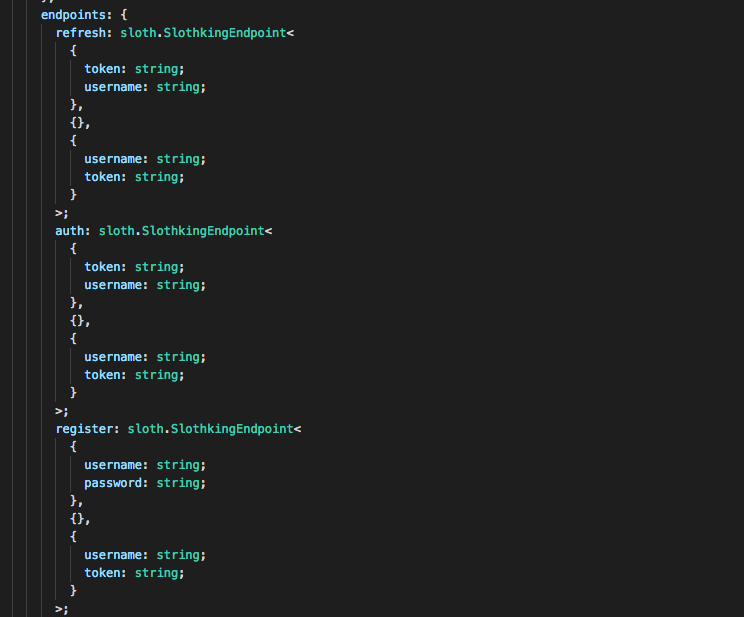 endpoints: {
refresh: sloth.SlothkingEndpoint<
{
token: string;
username: string;
},
{},
{
username: string;
token: string;
}
>;
auth: sloth.SlothkingEndpoint<
{
token: string;
username: string;
},
{},
{
username: string;
token: string;
}
>;
register: sloth.SlothkingEndpoint<
{
username: string;
password: string;
},
{},
{
username: string;
token: string;
}
>;